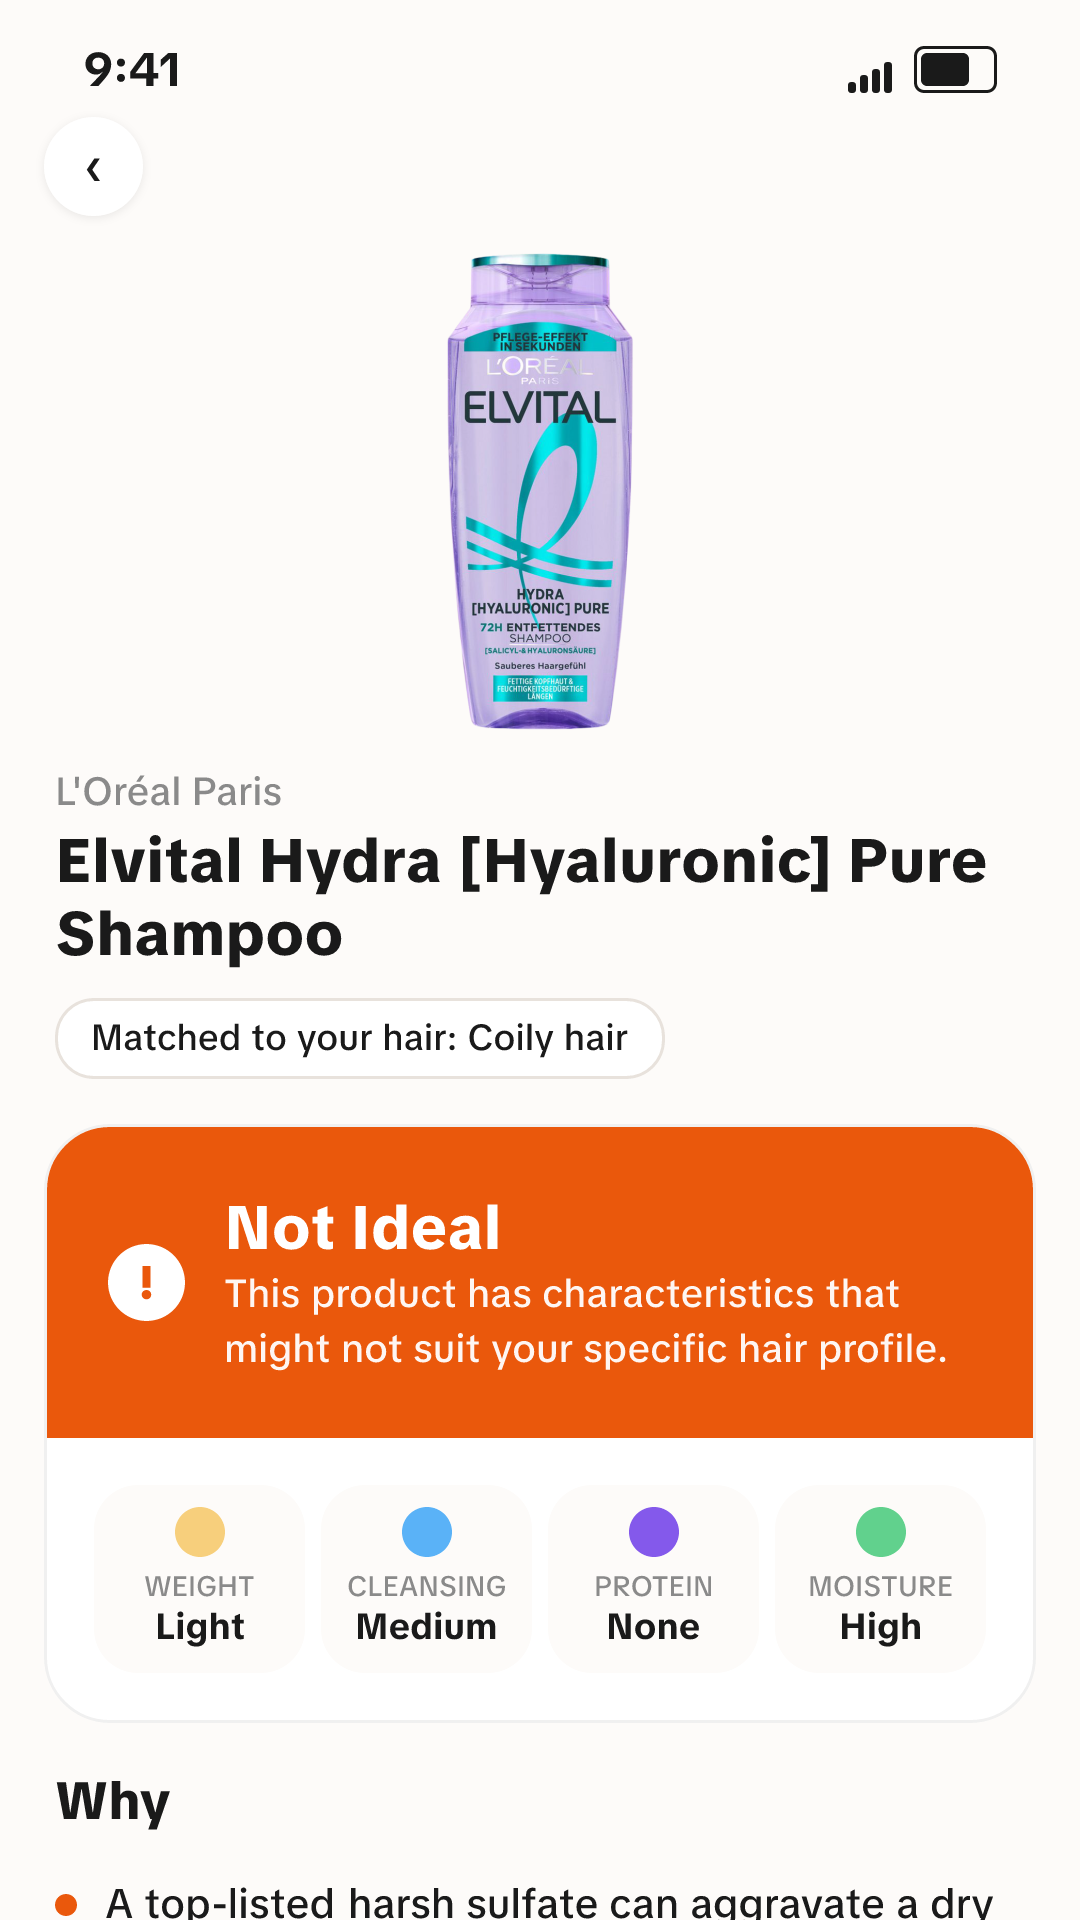 9:41
PFLEGE-EFFEKT
IN SEKUNDEN
L'ORÉAL
PARIS
ELVITAL
HYDRA
[HYALURONIC] PURE
72H ENTFETTENDES
SHAMPOO
[SALICYL-& HYALURONSÄURE]
Sauberes Haargefühl
FETTIGE KOPFHAUT &
FEUCHTIGKEITSBEDÜRFTIGE
LÄNGEN
L'Oréal Paris
Elvital Hydra [Hyaluronic] Pure
Shampoo
Matched to your hair: Coily hair
!
Not Ideal
This product has characteristics that
might not suit your specific hair profile.
WEIGHT
Light
CLEANSING
Medium
PROTEIN
None
MOISTURE
High
Why
A top-listed harsh sulfate can aggravate a dry